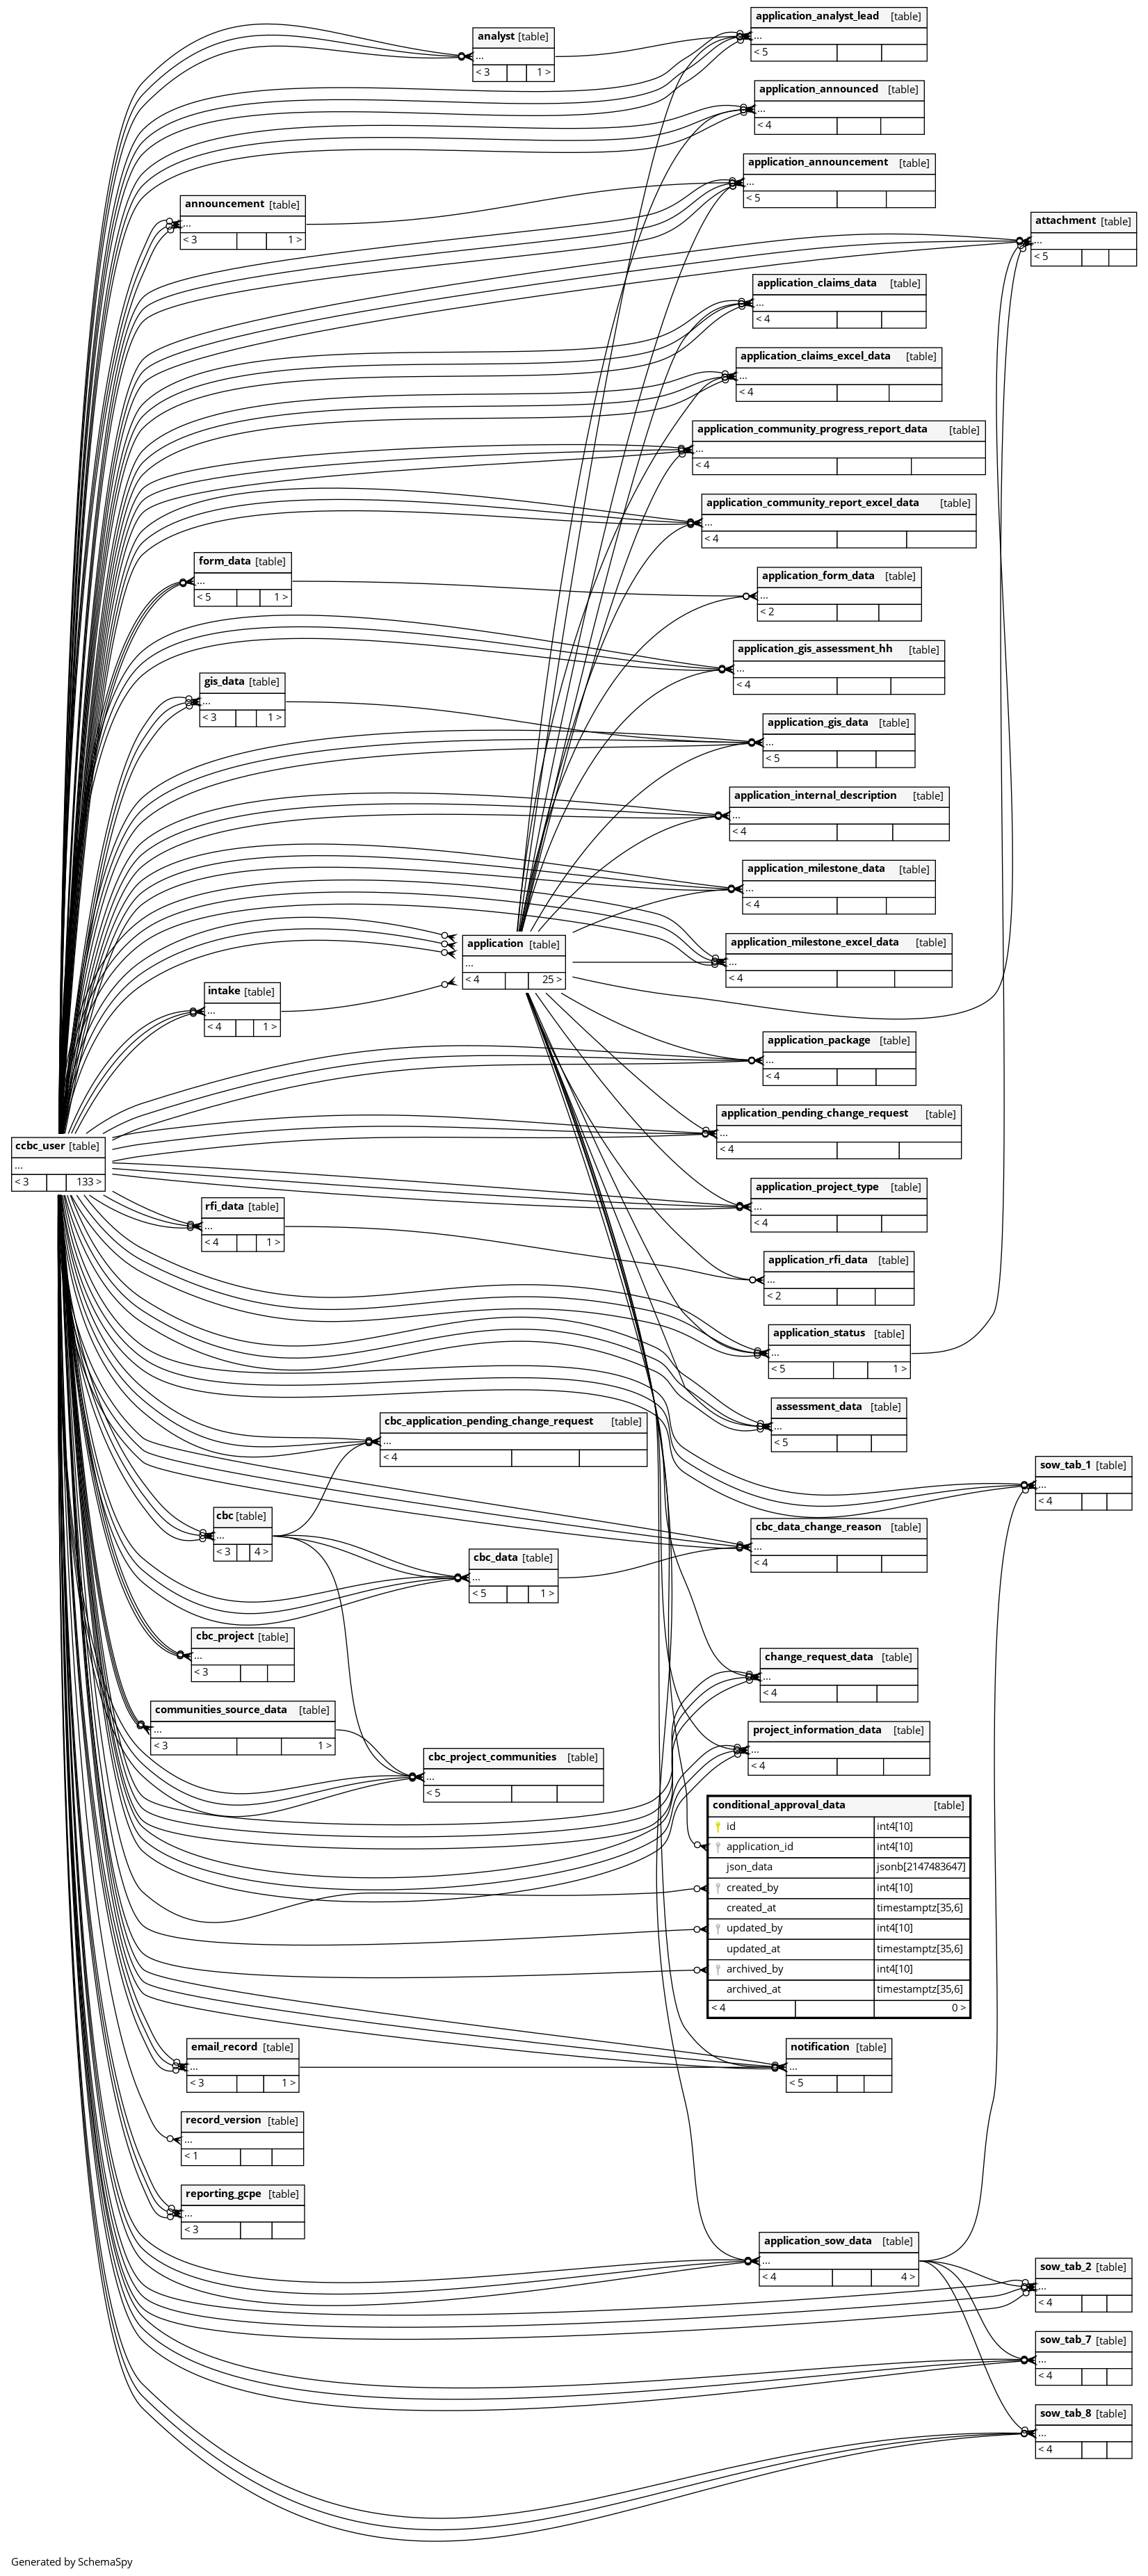 application_analyst_lead [table]
...
< 5
analyst [table]
...
< 3 1 >
application_announced [table]
...
< 4
application_announcement [table]
...
< 5
announcement [table]
...
< 3 1 >
attachment [table]
...
< 5
application_claims_data [table]
...
< 4
application_claims_excel_data [table]
...
< 4
application_community_progress_report_data [table]
...
< 4
application_community_report_excel_data [table]
...
< 4
form_data [table]
...
< 5 1 >
application_form_data [table]
...
< 2
application_gis_assessment_hh [table]
...
< 4
gis_data [table]
...
< 3 1 >
application_gis_data [table]
...
< 5
application_internal_description [table]
...
< 4
application_milestone_data [table]
...
< 4
application_milestone_excel_data [table]
...
< 4
application [table]
...
< 4 25 >
intake [table]
...
< 4 1 >
application_package [table]
...
< 4
application_pending_change_request [table]
...
< 4
ccbc_user [table]
...
< 3 133 >
application_project_type [table]
...
< 4
rfi_data [table]
...
< 4 1 >
application_rfi_data [table]
...
< 2
application_status [table]
...
< 5 1 >
assessment_data [table]
...
< 5
cbc_application_pending_change_request [table]
...
< 4
sow_tab_1 [table]
...
< 4
cbc [table]
...
< 3 4 >
cbc_data_change_reason [table]
...
< 4
cbc_data [table]
...
< 5 1 >
cbc_project [table]
...
< 3
change_request_data [table]
...
< 4
communities_source_data [table]
...
< 3 1 >
project_information_data [table]
...
< 4
cbc_project_communities [table]
...
< 5
conditional_approval_data [table]
id int4[10]
application_id int4[10]
json_data jsonb[2147483647]
created_by int4[10]
created_at timestamptz[35,6]
updated_by int4[10]
updated_at timestamptz[35,6]
archived_by int4[10]
archived_at timestamptz[35,6]
< 4 0 >
email_record [table]
...
< 3 1 >
notification [table]
...
< 5
record_version [table]
...
< 1
reporting_gcpe [table]
...
< 3
application_sow_data [table]
...
< 4 4 >
sow_tab_2 [table]
...
< 4
sow_tab_7 [table]
...
< 4
sow_tab_8 [table]
...
< 4
Generated by SchemaSpy